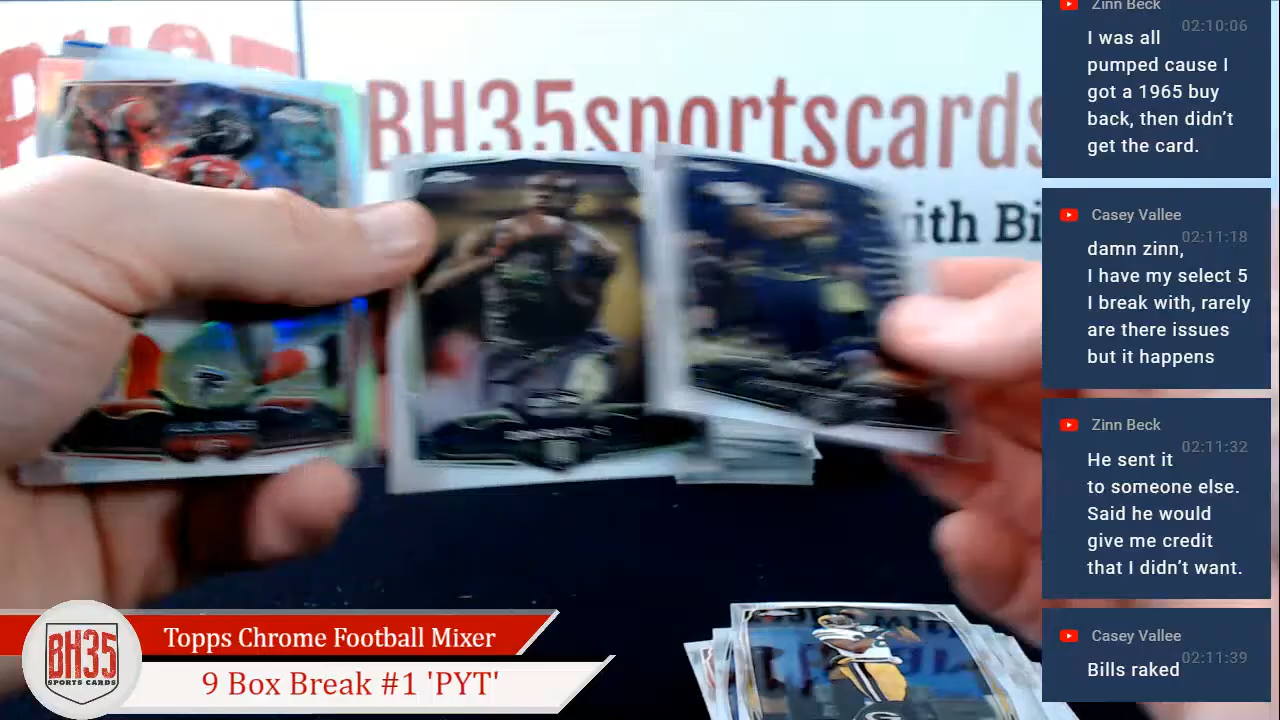 BH35sportscards
with Bi
Zinn Beck
02:10:06
I was all
pumped cause I
got a 1965 buy
back, then didn’t
get the card.
Casey Vallee
02:11:18
damn zinn,
I have my select 5
I break with, rarely
are there issues
but it happens
Zinn Beck
02:11:32
He sent it
to someone else.
Said he would
give me credit
that I didn’t want.
Casey Vallee
02:11:39
Bills raked
BH35
SPORTS CARDS
Topps Chrome Football Mixer
9 Box Break #1 'PYT'